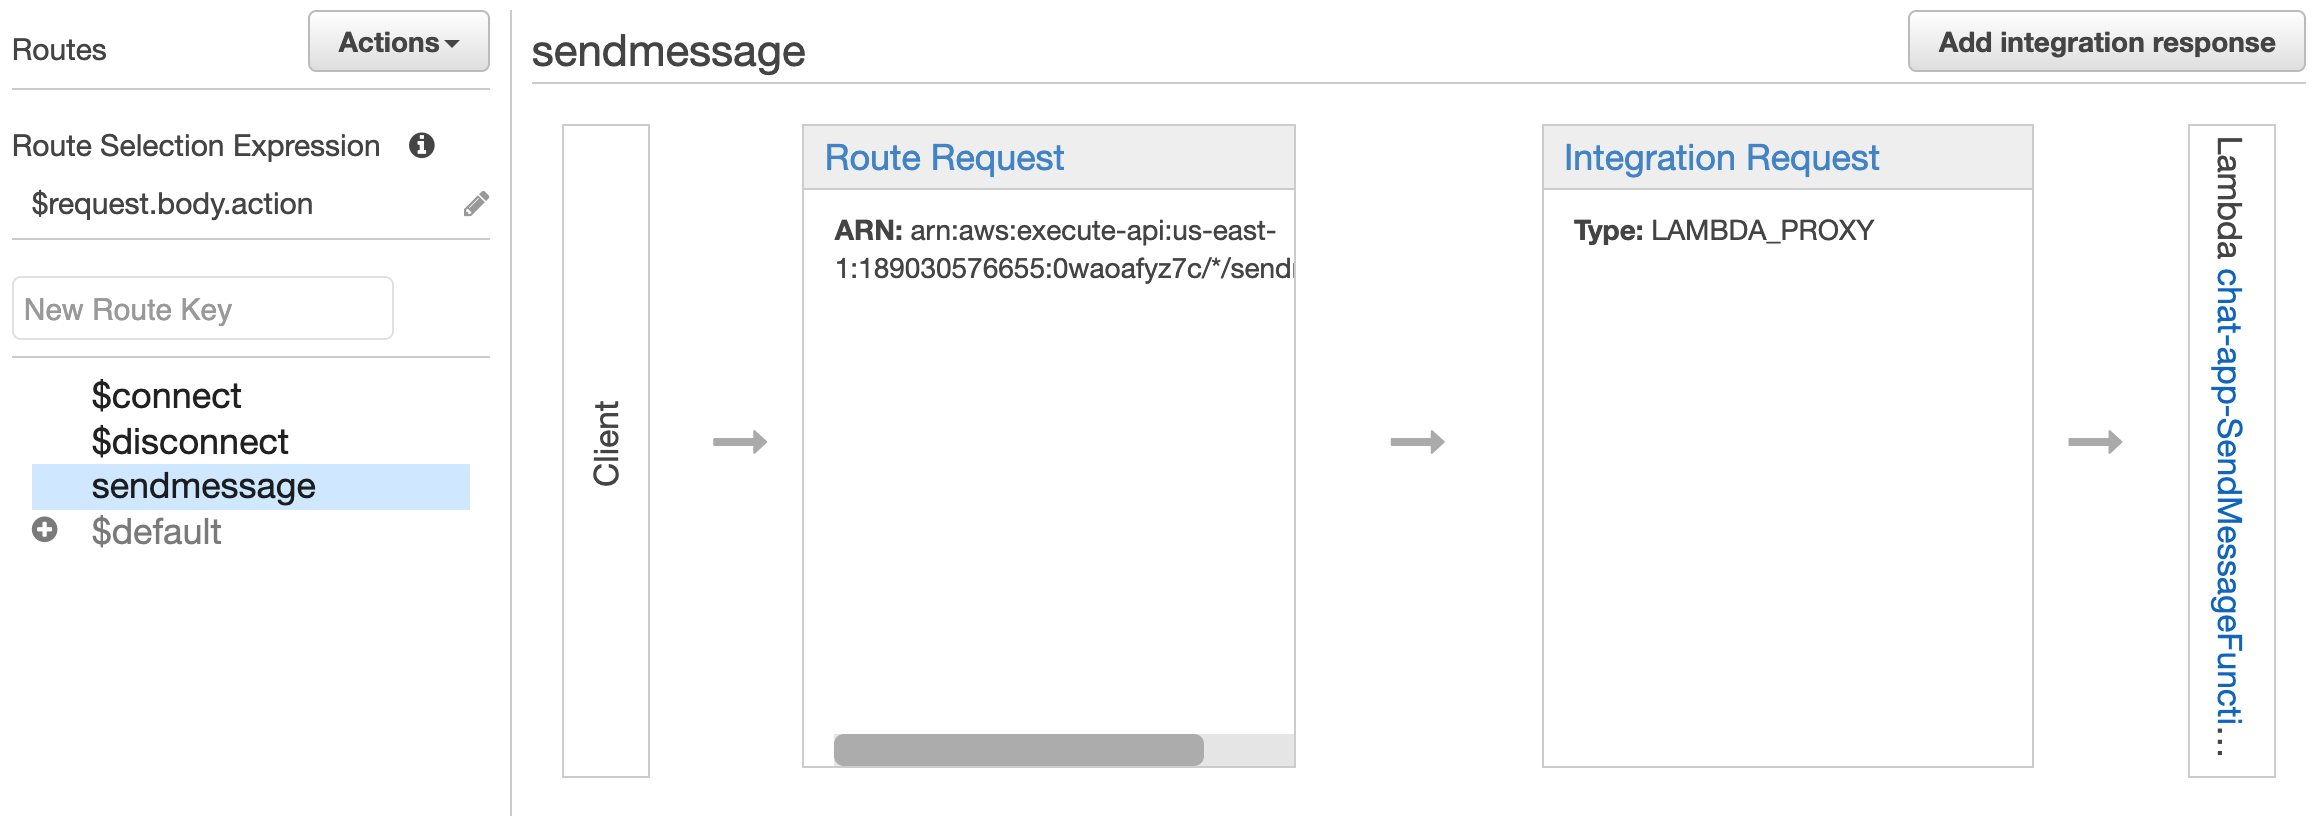 Routes
Actions
Route Selection Expression
$request.body.action
New Route Key
$connect
$disconnect
sendmessage
$default
sendmessage
Add integration response
Client
Route Request
ARN: arn:aws:execute-api:us-east-
1:189030576655:0waoafyz7c/*/send
Integration Request
Type: LAMBDA_PROXY
Lambda chat-app-SendMessageFuncti...